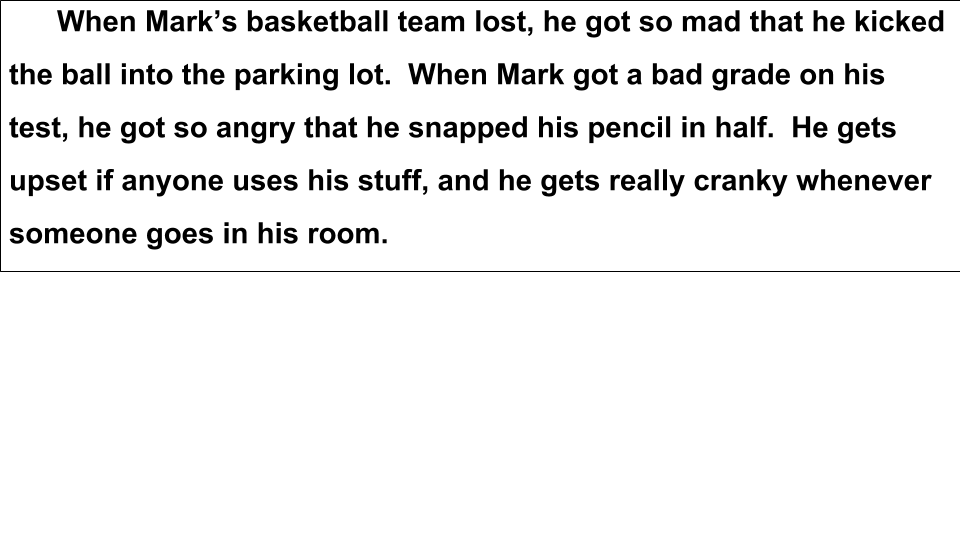 When Mark’s basketball team lost, he got so mad that he kicked
the ball into the parking lot.  When Mark got a bad grade on his
test, he got so angry that he snapped his pencil in half.  He gets
upset if anyone uses his stuff, and he gets really cranky whenever
someone goes in his room.